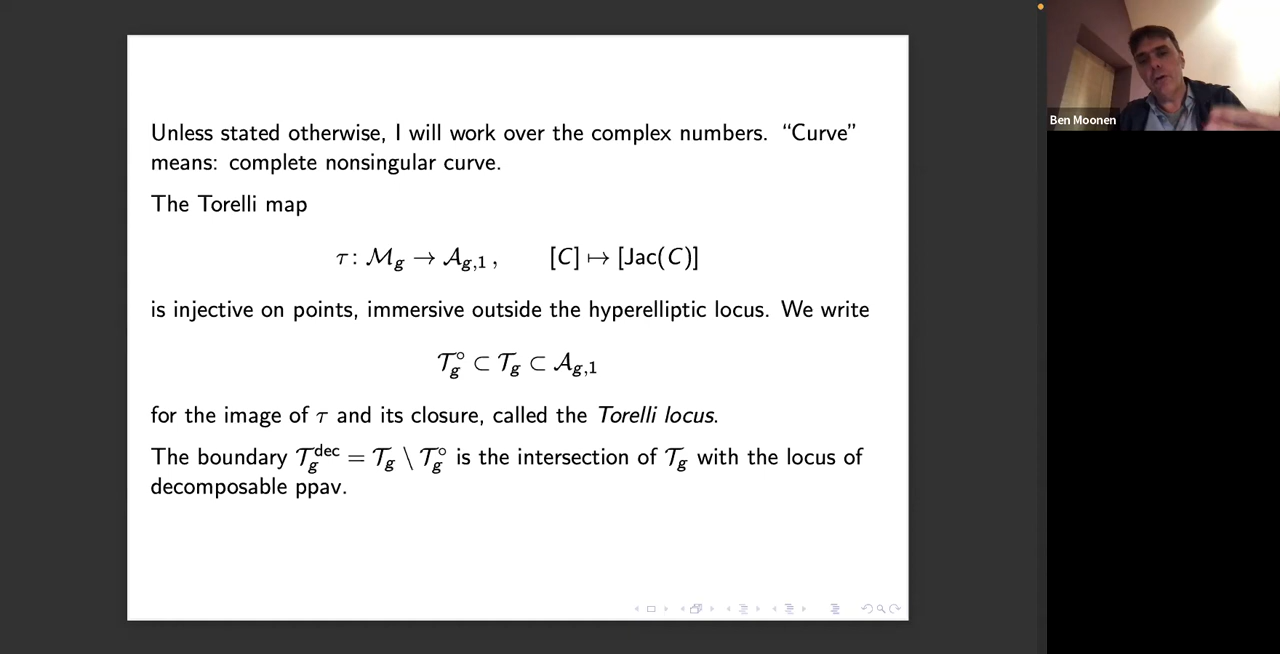 Unless stated otherwise, I will work over the complex numbers. “Curve”
means: complete nonsingular curve.
The Torelli map
τ: ℳ_g → 𝒜_{g,1}, [C] ↦ [Jac(C)]
is injective on points, immersive outside the hyperelliptic locus. We write
𝒯_g^∘ ⊂ 𝒯_g ⊂ 𝒜_{g,1}
for the image of τ and its closure, called the Torelli locus.
The boundary 𝒯_g^{dec} = 𝒯_g \ 𝒯_g^∘ is the intersection of 𝒯_g with the locus of
decomposable ppav.
Ben Moonen